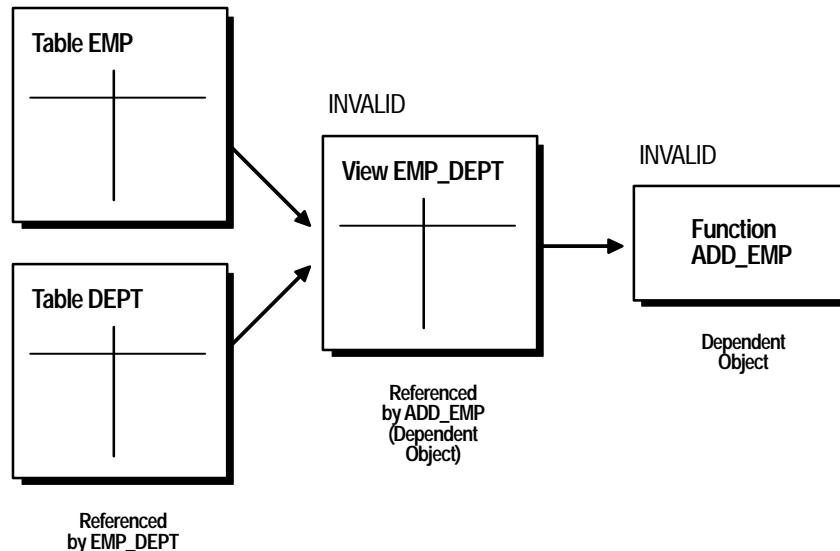 Table EMP
INVALID
View EMP_DEPT
INVALID
Function
ADD_EMP
Table DEPT
Dependent
Object
Referenced
by ADD_EMP
(Dependent
Object)
Referenced
by EMP_DEPT